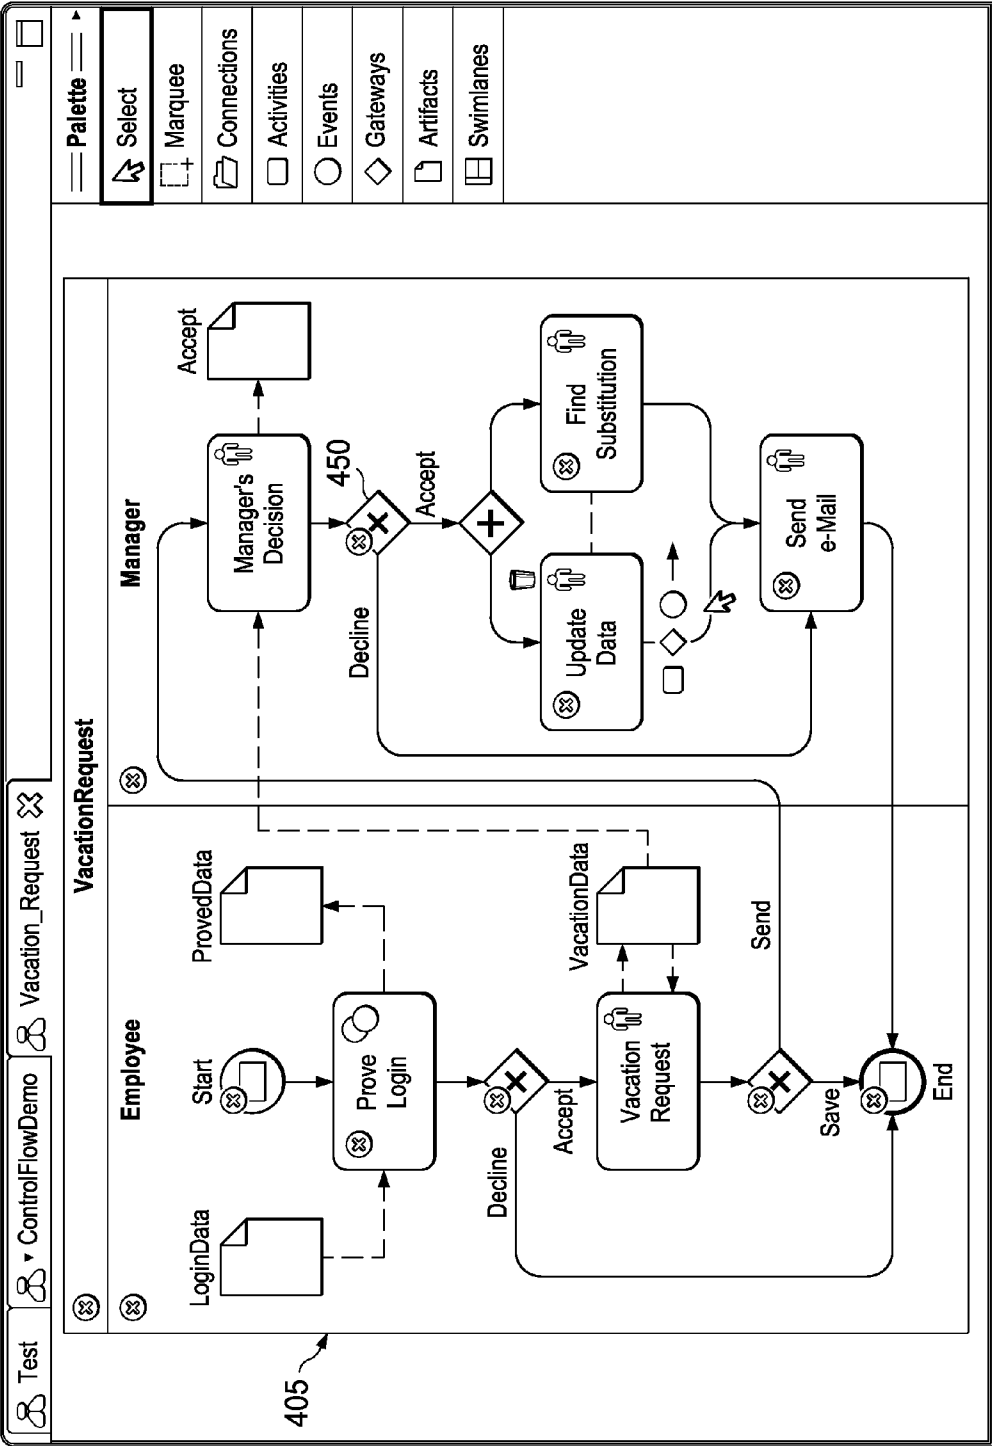 Test
ControlFlowDemo
Vacation_Request
Palette
Select
Marquee
Connections
Activities
Events
Gateways
Artifacts
Swimlanes
405
VacationRequest
Employee
LoginData
Start
ProvedData
Prove
Login
Decline
Accept
VacationData
Vacation
Request
Send
Save
End
Manager
Accept
Manager's
Decision
450
Accept
Decline
Update
Data
Find
Substitution
Send
e-Mail